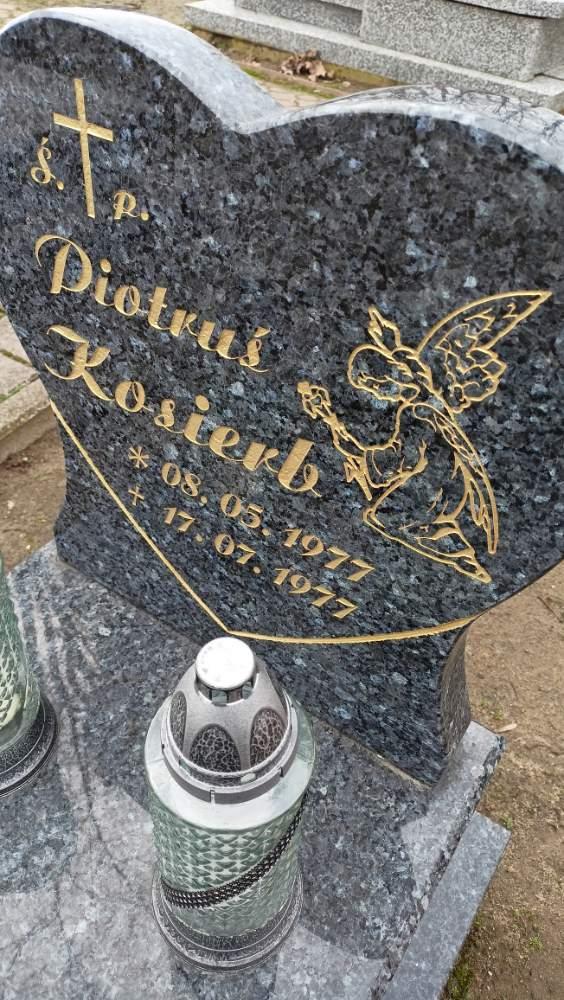 Ś. P.
Piotruś
Kosierb
* 08. 05. 1977
+ 17. 07. 1977